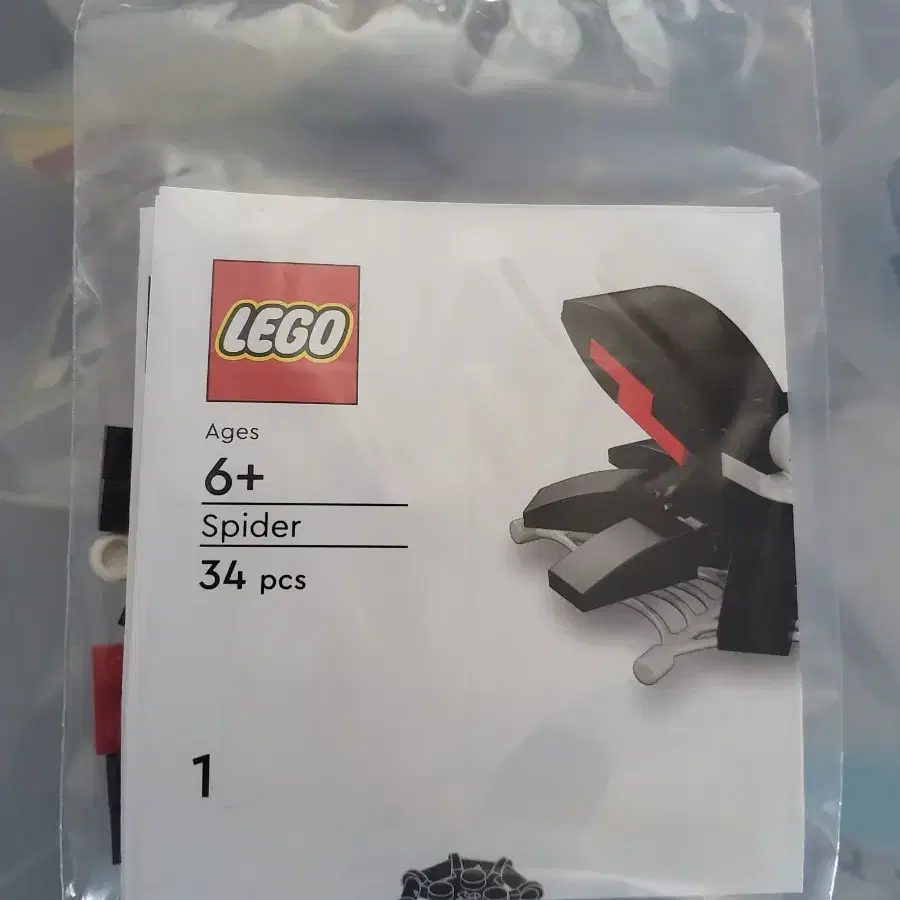 LEGO
Ages
6+
Spider
34 pcs
1